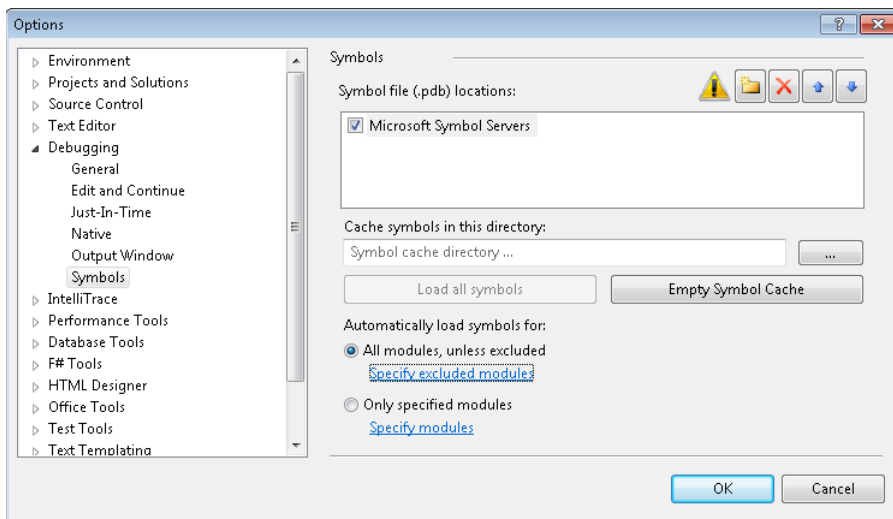 Options
Environment
Projects and Solutions
Source Control
Text Editor
Debugging
General
Edit and Continue
Just-In-Time
Native
Output Window
Symbols
IntelliTrace
Performance Tools
Database Tools
F# Tools
HTML Designer
Office Tools
Test Tools
Text Templating
Symbols
Symbol file (.pdb) locations:
Microsoft Symbol Servers
Cache symbols in this directory:
Symbol cache directory ...
...
Load all symbols
Empty Symbol Cache
Automatically load symbols for:
All modules, unless excluded
Specify excluded modules
Only specified modules
Specify modules
OK
Cancel